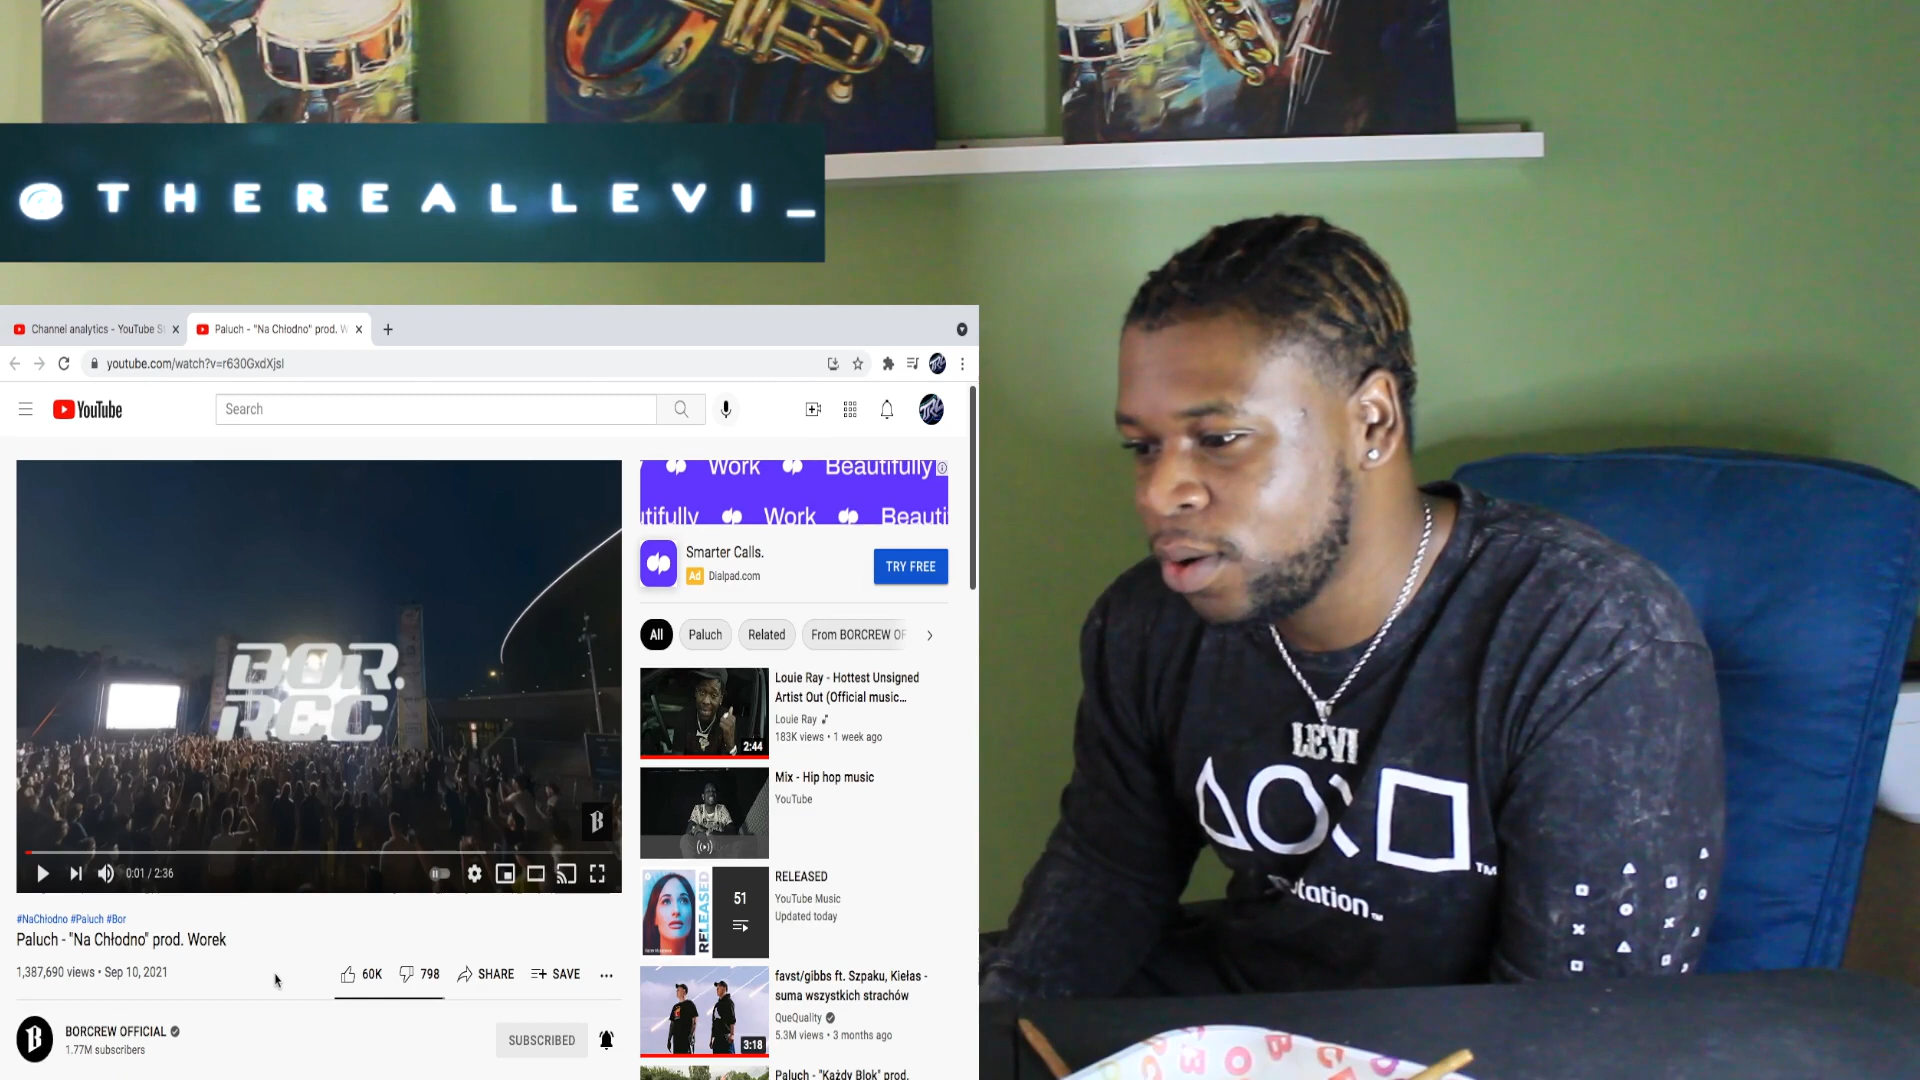 @THEREALLEVI_
Channel analytics - YouTube S
Paluch - "Na Chłodno" prod. W
youtube.com/watch?v=r630GxdXjsI
YouTube
Search
Work Beautifully
tifully Work Beauti
Smarter Calls.
Ad Dialpad.com
TRY FREE
All Paluch Related From BORCREW OF
BOR.
RCC
0:01 / 2:36
#NaChłodno #Paluch #Bor
Paluch - "Na Chłodno" prod. Worek
1,387,690 views • Sep 10, 2021
60K 798 SHARE SAVE
BORCREW OFFICIAL
1.77M subscribers
SUBSCRIBED
Louie Ray - Hottest Unsigned
Artist Out (Official music...
Louie Ray
183K views • 1 week ago
2:44
Mix - Hip hop music
YouTube
RELEASED
51
RELEASED
YouTube Music
Updated today
favst/gibbs ft. Szpaku, Kiełas -
suma wszystkich strachów
QueQuality
5.3M views • 3 months ago
3:18
Paluch - "Każdy Blok" prod.
LEVI
TM